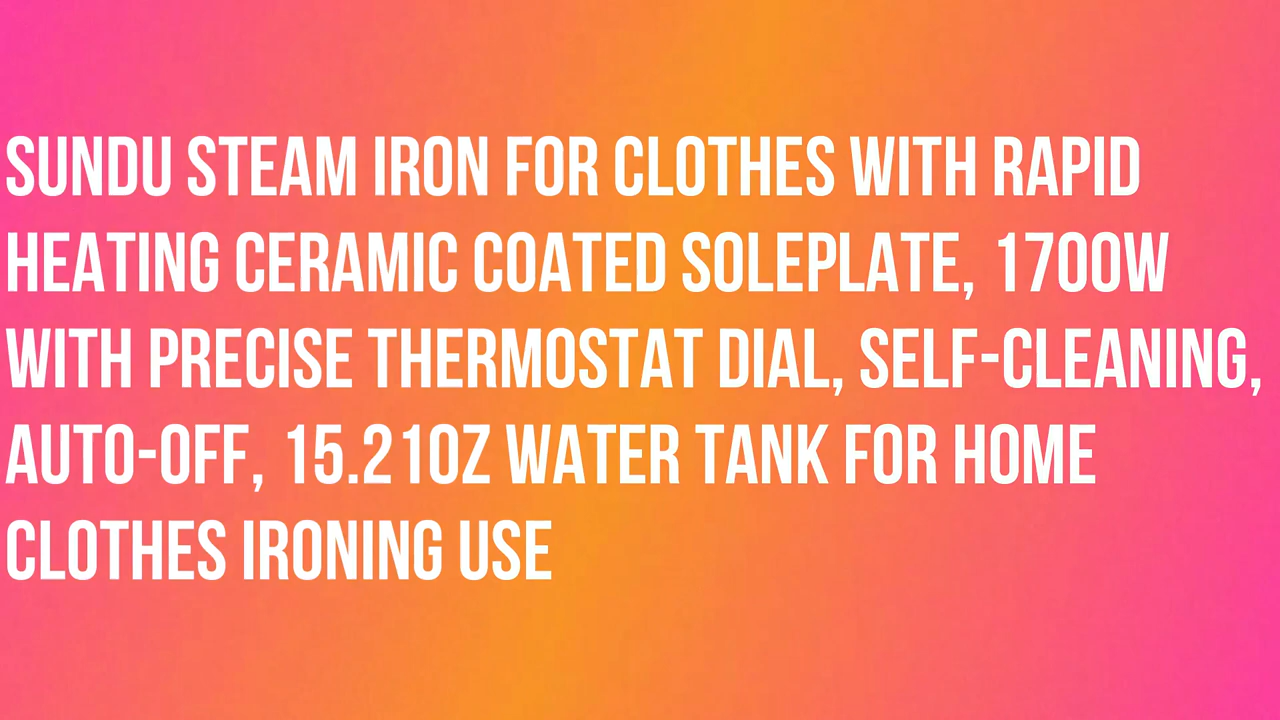 SUNDU STEAM IRON FOR CLOTHES WITH RAPID
HEATING CERAMIC COATED SOLEPLATE, 1700W
WITH PRECISE THERMOSTAT DIAL, SELF-CLEANING,
AUTO-OFF, 15.21OZ WATER TANK FOR HOME
CLOTHES IRONING USE